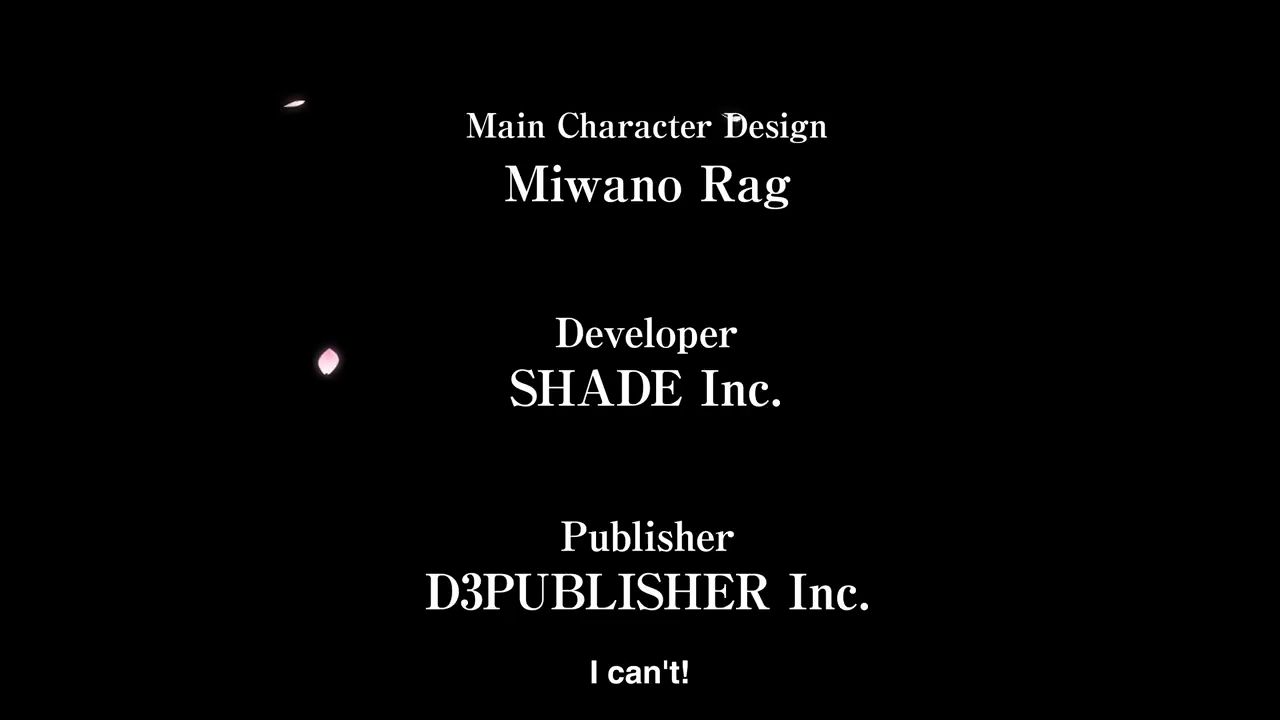 Main Character Design
Miwano Rag
Developer
SHADE Inc.
Publisher
D3PUBLISHER Inc.
I can't!